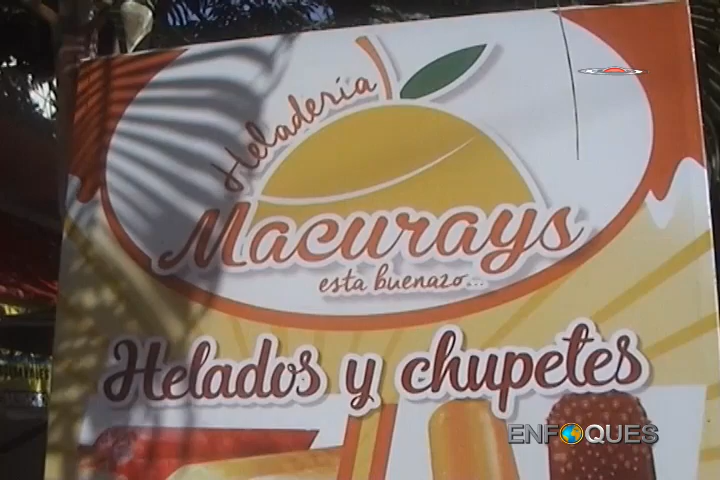 Heladería
Macurays
esta buenazo...
Helados y chupetes
ENFOQUES